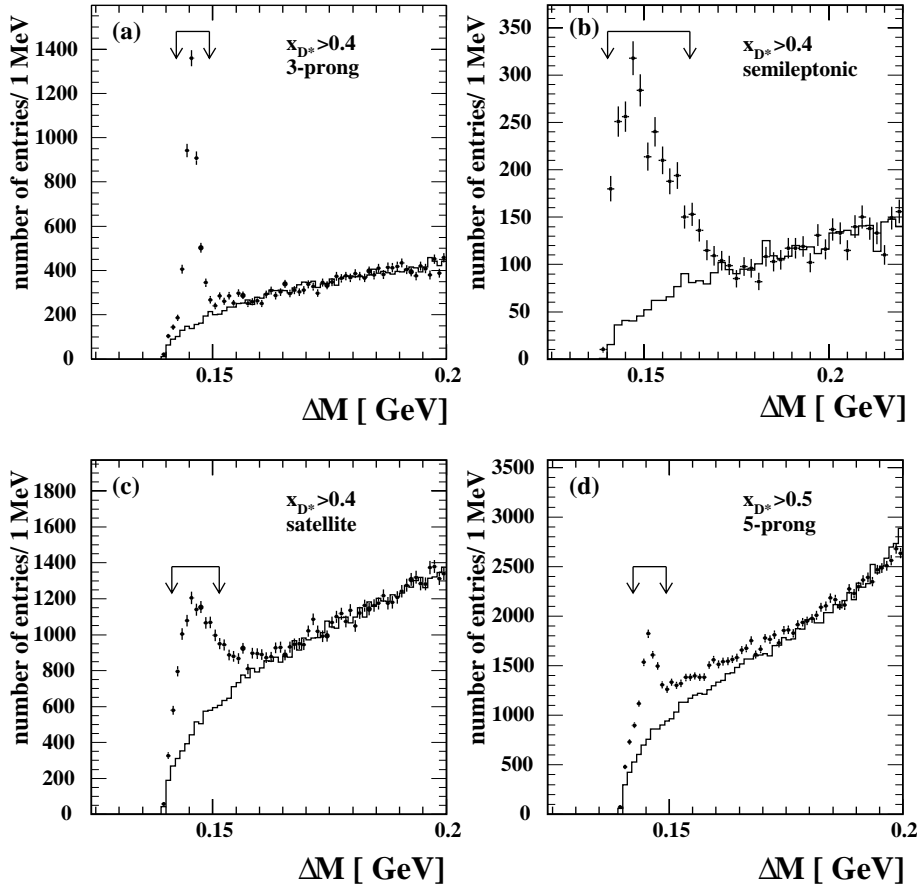 number of entries/ 1 MeV
(a)
x_D*>0.4
3-prong
1400
1200
1000
800
600
400
200
0
0.15
0.2
ΔM [ GeV]
number of entries/ 1 MeV
(b)
x_D*>0.4
semileptonic
350
300
250
200
150
100
50
0
0.15
0.2
ΔM [ GeV]
number of entries/ 1 MeV
(c)
x_D*>0.4
satellite
1800
1600
1400
1200
1000
800
600
400
200
0
0.15
0.2
ΔM [ GeV]
number of entries/ 1 MeV
(d)
x_D*>0.5
5-prong
3500
3000
2500
2000
1500
1000
500
0
0.15
0.2
ΔM [ GeV]